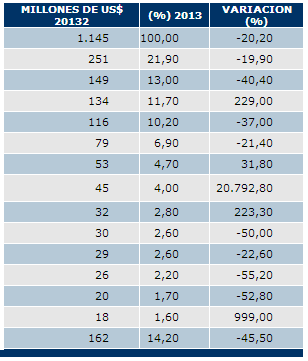 MILLONES DE US$ 20132 (%) 2013 VARIACION (%)
1.145 100,00 -20,20
251 21,90 -19,90
149 13,00 -40,40
134 11,70 229,00
116 10,20 -37,00
79 6,90 -21,40
53 4,70 31,80
45 4,00 20.792,80
32 2,80 223,30
30 2,60 -50,00
29 2,60 -22,60
26 2,20 -55,20
20 1,70 -52,80
18 1,60 999,00
162 14,20 -45,50